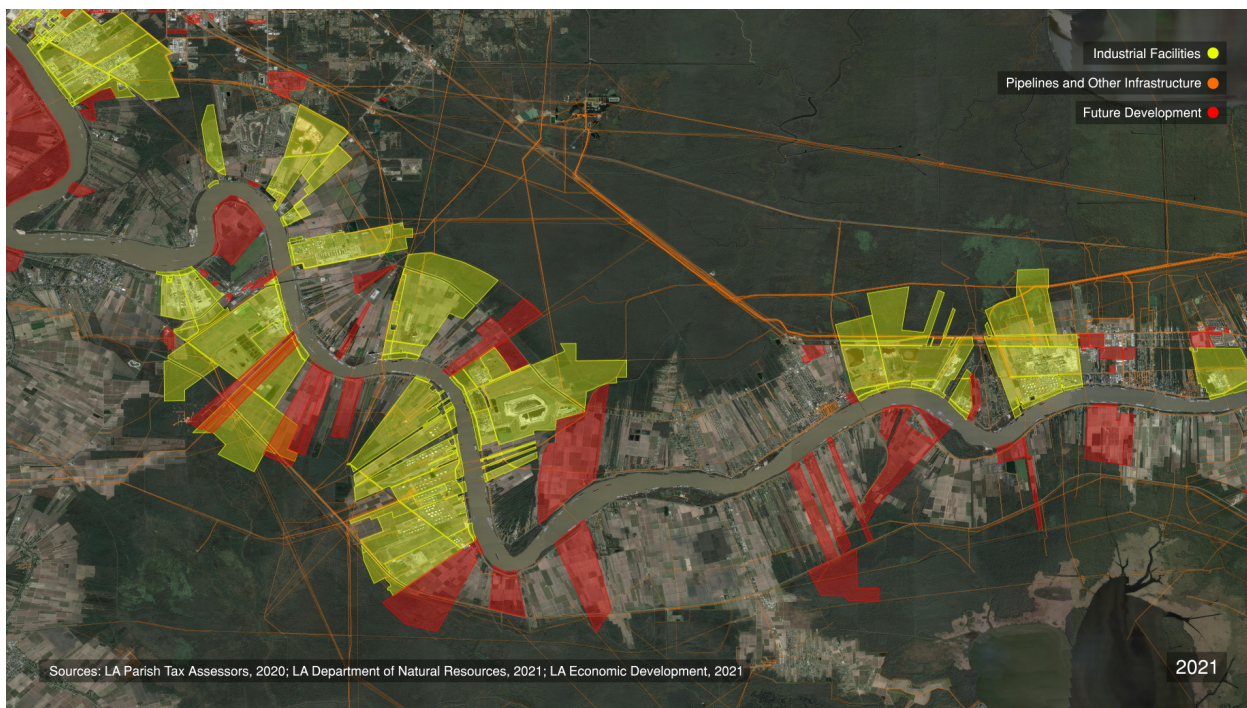 Industrial Facilities
Pipelines and Other Infrastructure
Future Development
Sources: LA Parish Tax Assessors, 2020; LA Department of Natural Resources, 2021; LA Economic Development, 2021
2021